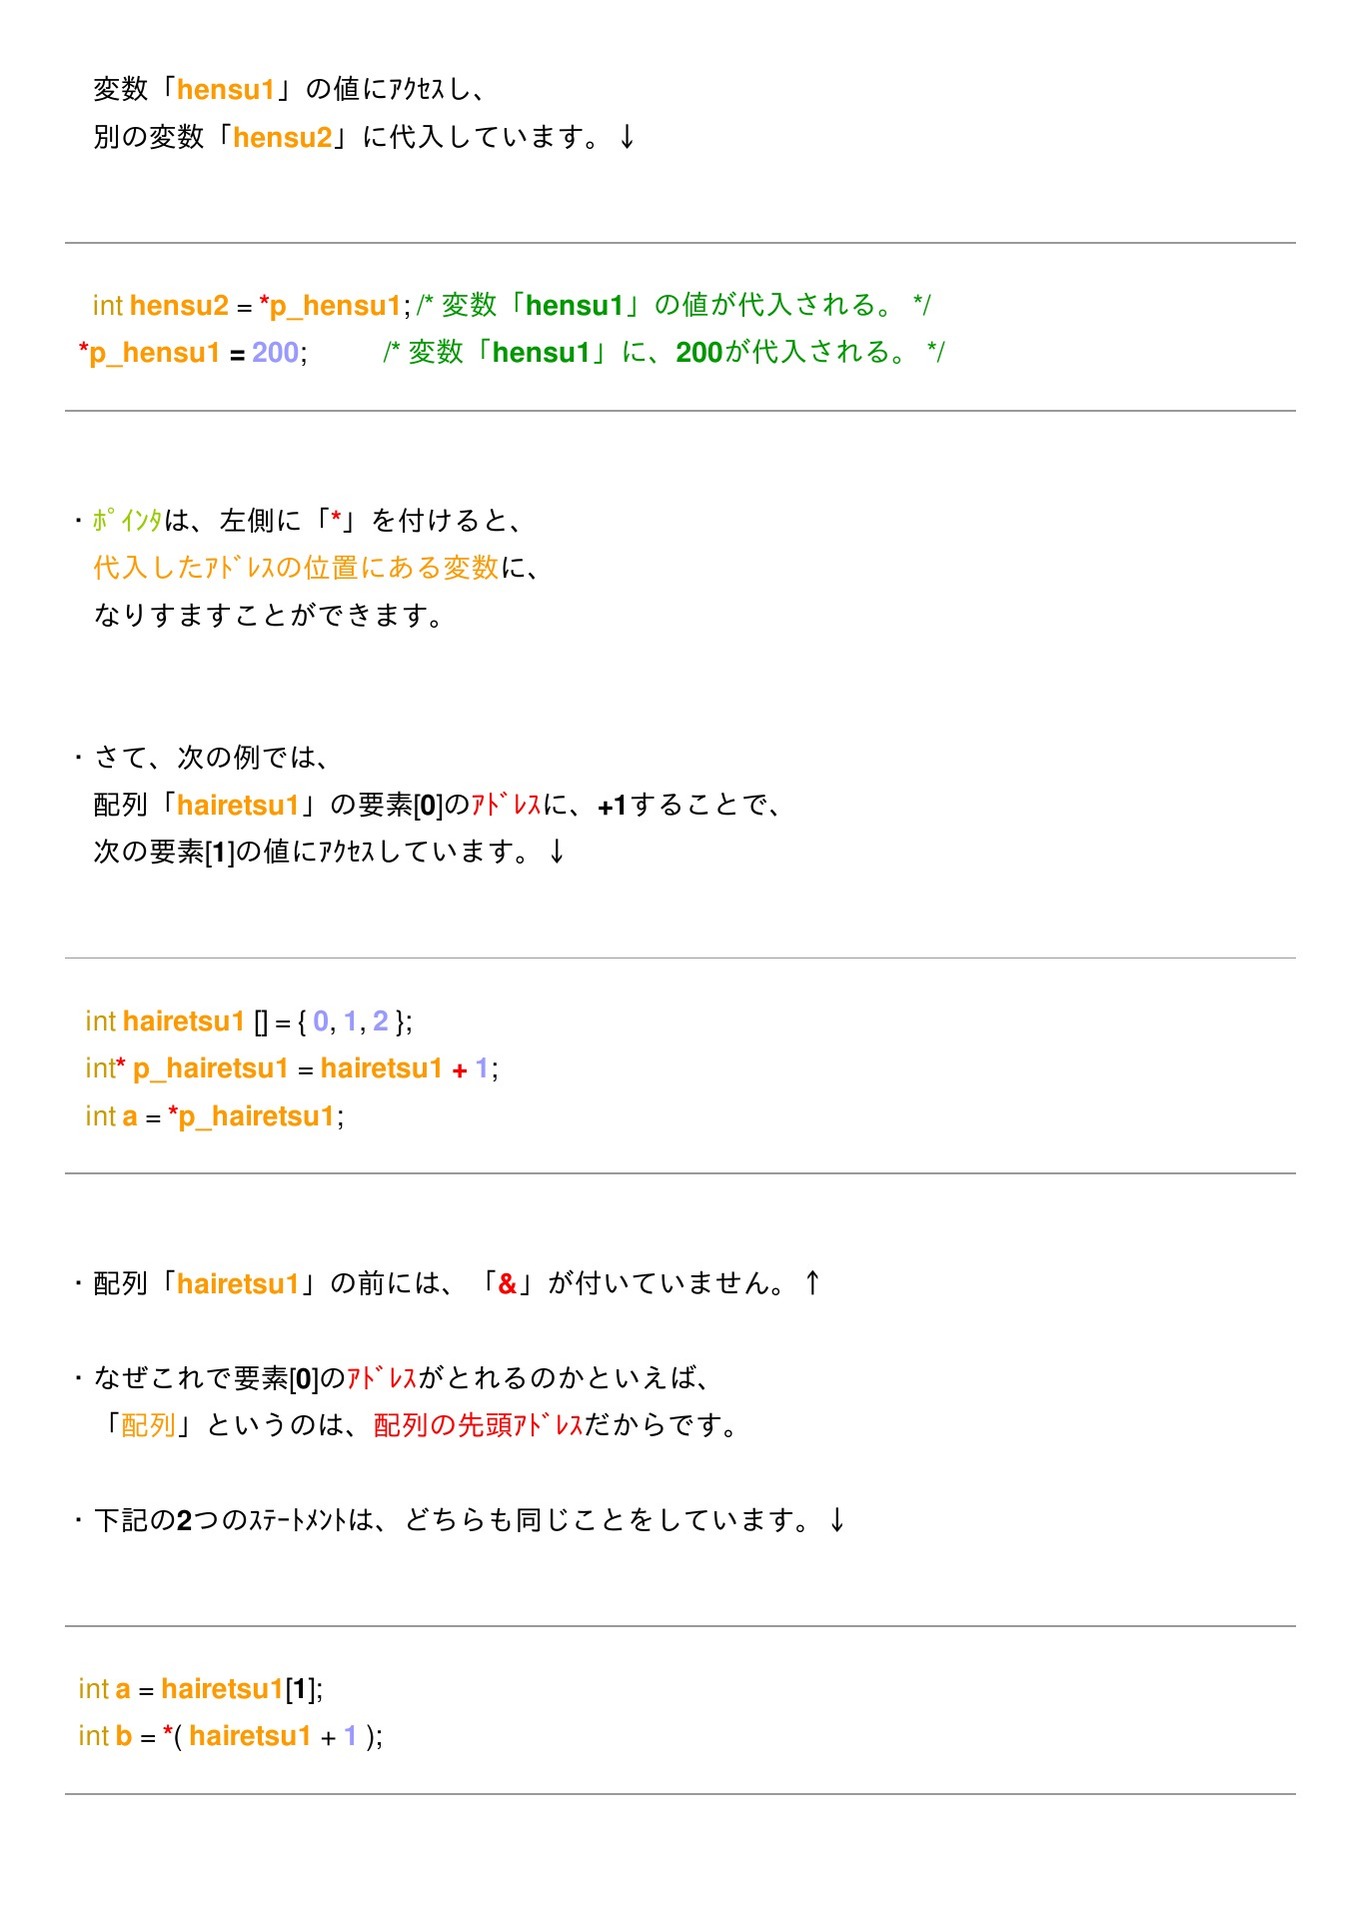 変数「hensu1」の値にｱｸｾｽし、
別の変数「hensu2」に代入しています。↓
int hensu2 = *p_hensu1; /* 変数「hensu1」の値が代入される。 */
*p_hensu1 = 200; /* 変数「hensu1」に、200が代入される。 */
・ﾎﾟｲﾝﾀは、左側に「*」を付けると、
代入したｱﾄﾞﾚｽの位置にある変数に、
なりすますことができます。
・さて、次の例では、
配列「hairetsu1」の要素[0]のｱﾄﾞﾚｽに、+1することで、
次の要素[1]の値にｱｸｾｽしています。↓
int hairetsu1 [] = { 0, 1, 2 };
int* p_hairetsu1 = hairetsu1 + 1;
int a = *p_hairetsu1;
・配列「hairetsu1」の前には、「&」が付いていません。↑
・なぜこれで要素[0]のｱﾄﾞﾚｽがとれるのかといえば、
「配列」というのは、配列の先頭ｱﾄﾞﾚｽだからです。
・下記の2つのｽﾃｰﾄﾒﾝﾄは、どちらも同じことをしています。↓
int a = hairetsu1[1];
int b = *( hairetsu1 + 1 );